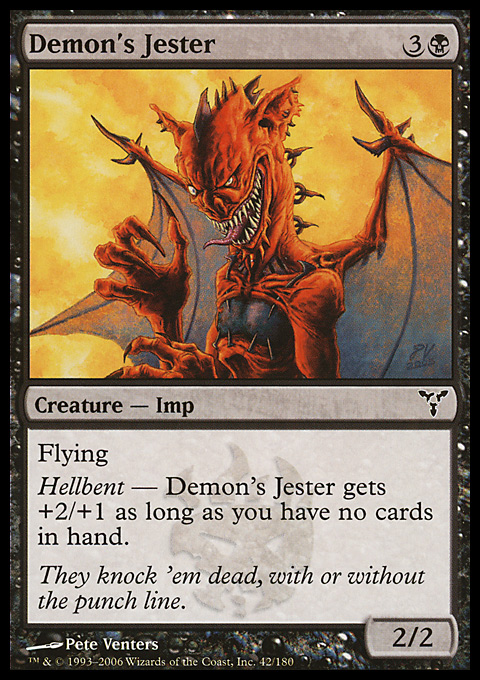 Demon's Jester 3
Creature — Imp
Flying
Hellbent — Demon's Jester gets
+2/+1 as long as you have no cards
in hand.
They knock 'em dead, with or without
the punch line.
Pete Venters
2/2
™ & © 1993–2006 Wizards of the Coast, Inc. 42/180